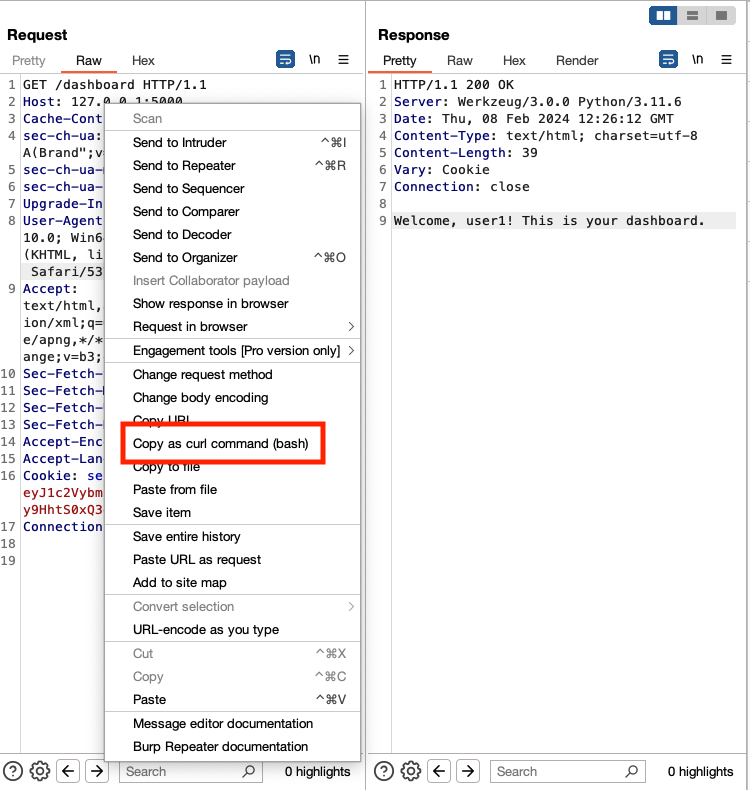 Request
Pretty Raw Hex
\n
1 GET /dashboard HTTP/1.1
2 Host: 127.0.0.1:5000
3 Cache-Cont
4 sec-ch-ua:
A(Brand";v=
5 sec-ch-ua-
6 sec-ch-ua-
7 Upgrade-In
8 User-Agent
10.0; Win64
(KHTML, li
Safari/53
9 Accept:
text/html,
ion/xml;q=
e/apng,*/*
ange;v=b3;
10 Sec-Fetch-
11 Sec-Fetch-
12 Sec-Fetch-
13 Sec-Fetch-
14 Accept-Enc
15 Accept-Lan
16 Cookie: se
eyJ1c2Vybm
y9HhtS0xQ3
17 Connection
18
19
Scan
Send to Intruder ^⌘I
Send to Repeater ^⌘R
Send to Sequencer
Send to Comparer
Send to Decoder
Send to Organizer ^⌘O
Insert Collaborator payload
Show response in browser
Request in browser
Engagement tools [Pro version only]
Change request method
Change body encoding
Copy URL
Copy as curl command (bash)
Copy to file
Paste from file
Save item
Save entire history
Paste URL as request
Add to site map
Convert selection
URL-encode as you type
Cut ^⌘X
Copy ^⌘C
Paste ^⌘V
Message editor documentation
Burp Repeater documentation
Search
0 highlights
Response
Pretty Raw Hex Render
\n
1 HTTP/1.1 200 OK
2 Server: Werkzeug/3.0.0 Python/3.11.6
3 Date: Thu, 08 Feb 2024 12:26:12 GMT
4 Content-Type: text/html; charset=utf-8
5 Content-Length: 39
6 Vary: Cookie
7 Connection: close
8
9 Welcome, user1! This is your dashboard.
Search
0 highlights